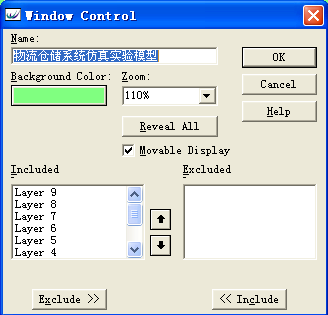 Window Control
Name:
物流仓储系统仿真实验模型
OK
Background Color:
Zoom:
Cancel
110%
Help
Reveal All
Movable Display
Included
Excluded
Layer 9
Layer 8
Layer 7
Layer 6
Layer 5
Layer 4
Exclude >>
<< Include